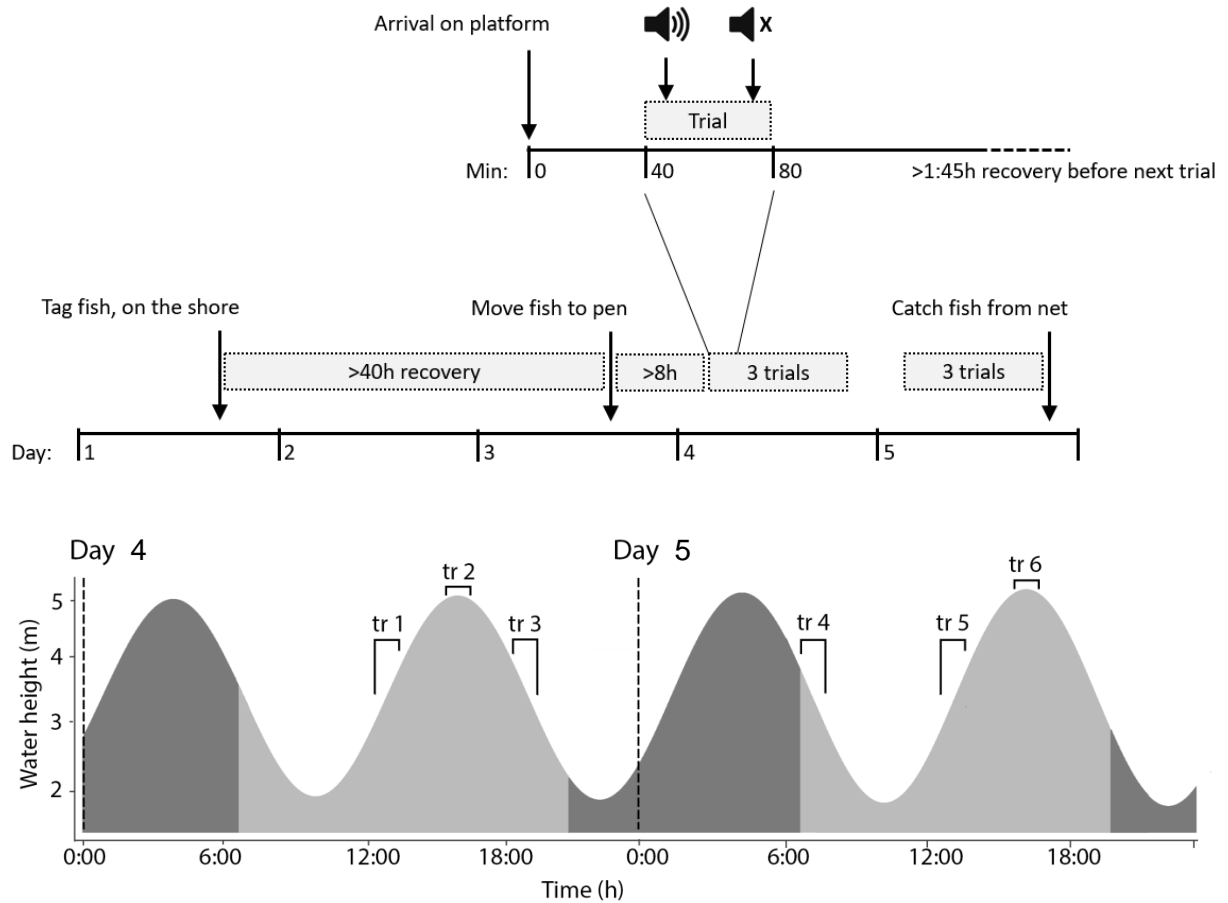 Arrival on platform
X
Trial
Min: 0 40 80 >1:45h recovery before next trial
Tag fish, on the shore Move fish to pen Catch fish from net
>40h recovery >8h 3 trials 3 trials
Day: 1 2 3 4 5
Day 4 Day 5
tr 1 tr 2 tr 3 tr 4 tr 5 tr 6
Water height (m)
5
4
3
2
0:00 6:00 12:00 18:00 0:00 6:00 12:00 18:00
Time (h)